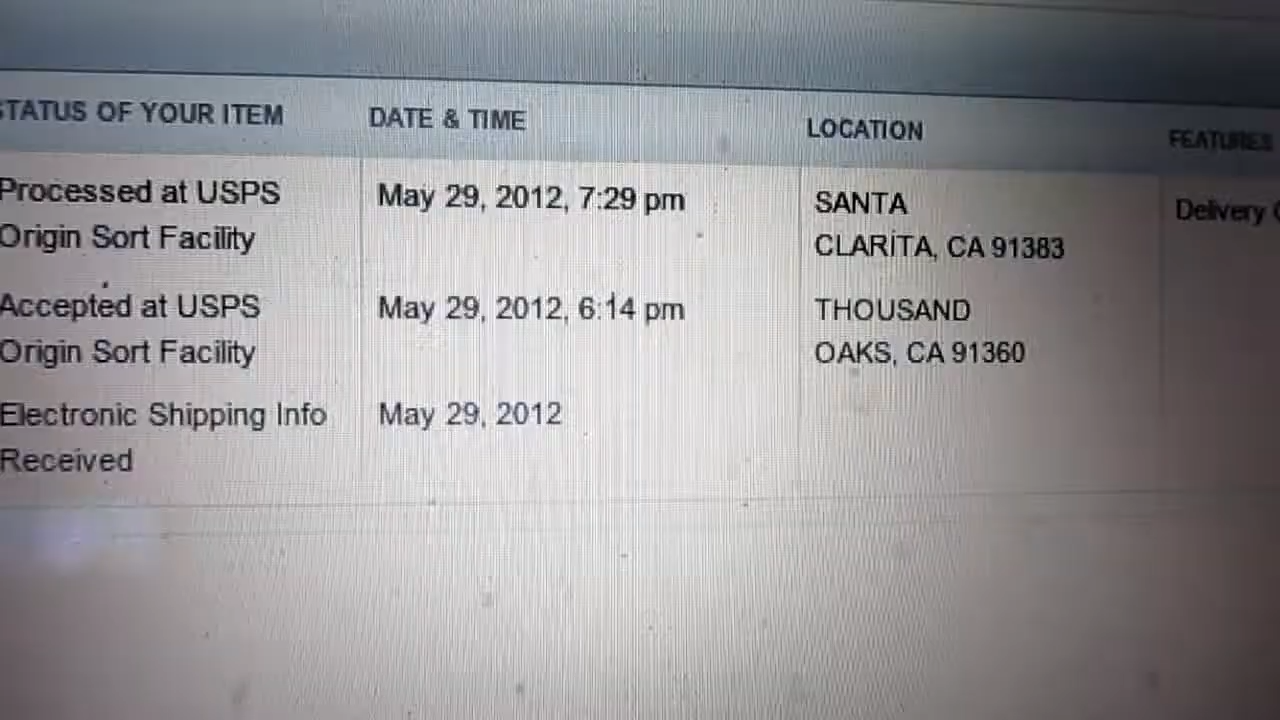 STATUS OF YOUR ITEM DATE & TIME LOCATION FEATURES
Processed at USPS May 29, 2012, 7:29 pm SANTA Delivery
Origin Sort Facility CLARITA, CA 91383
Accepted at USPS May 29, 2012, 6:14 pm THOUSAND
Origin Sort Facility OAKS, CA 91360
Electronic Shipping Info May 29, 2012
Received